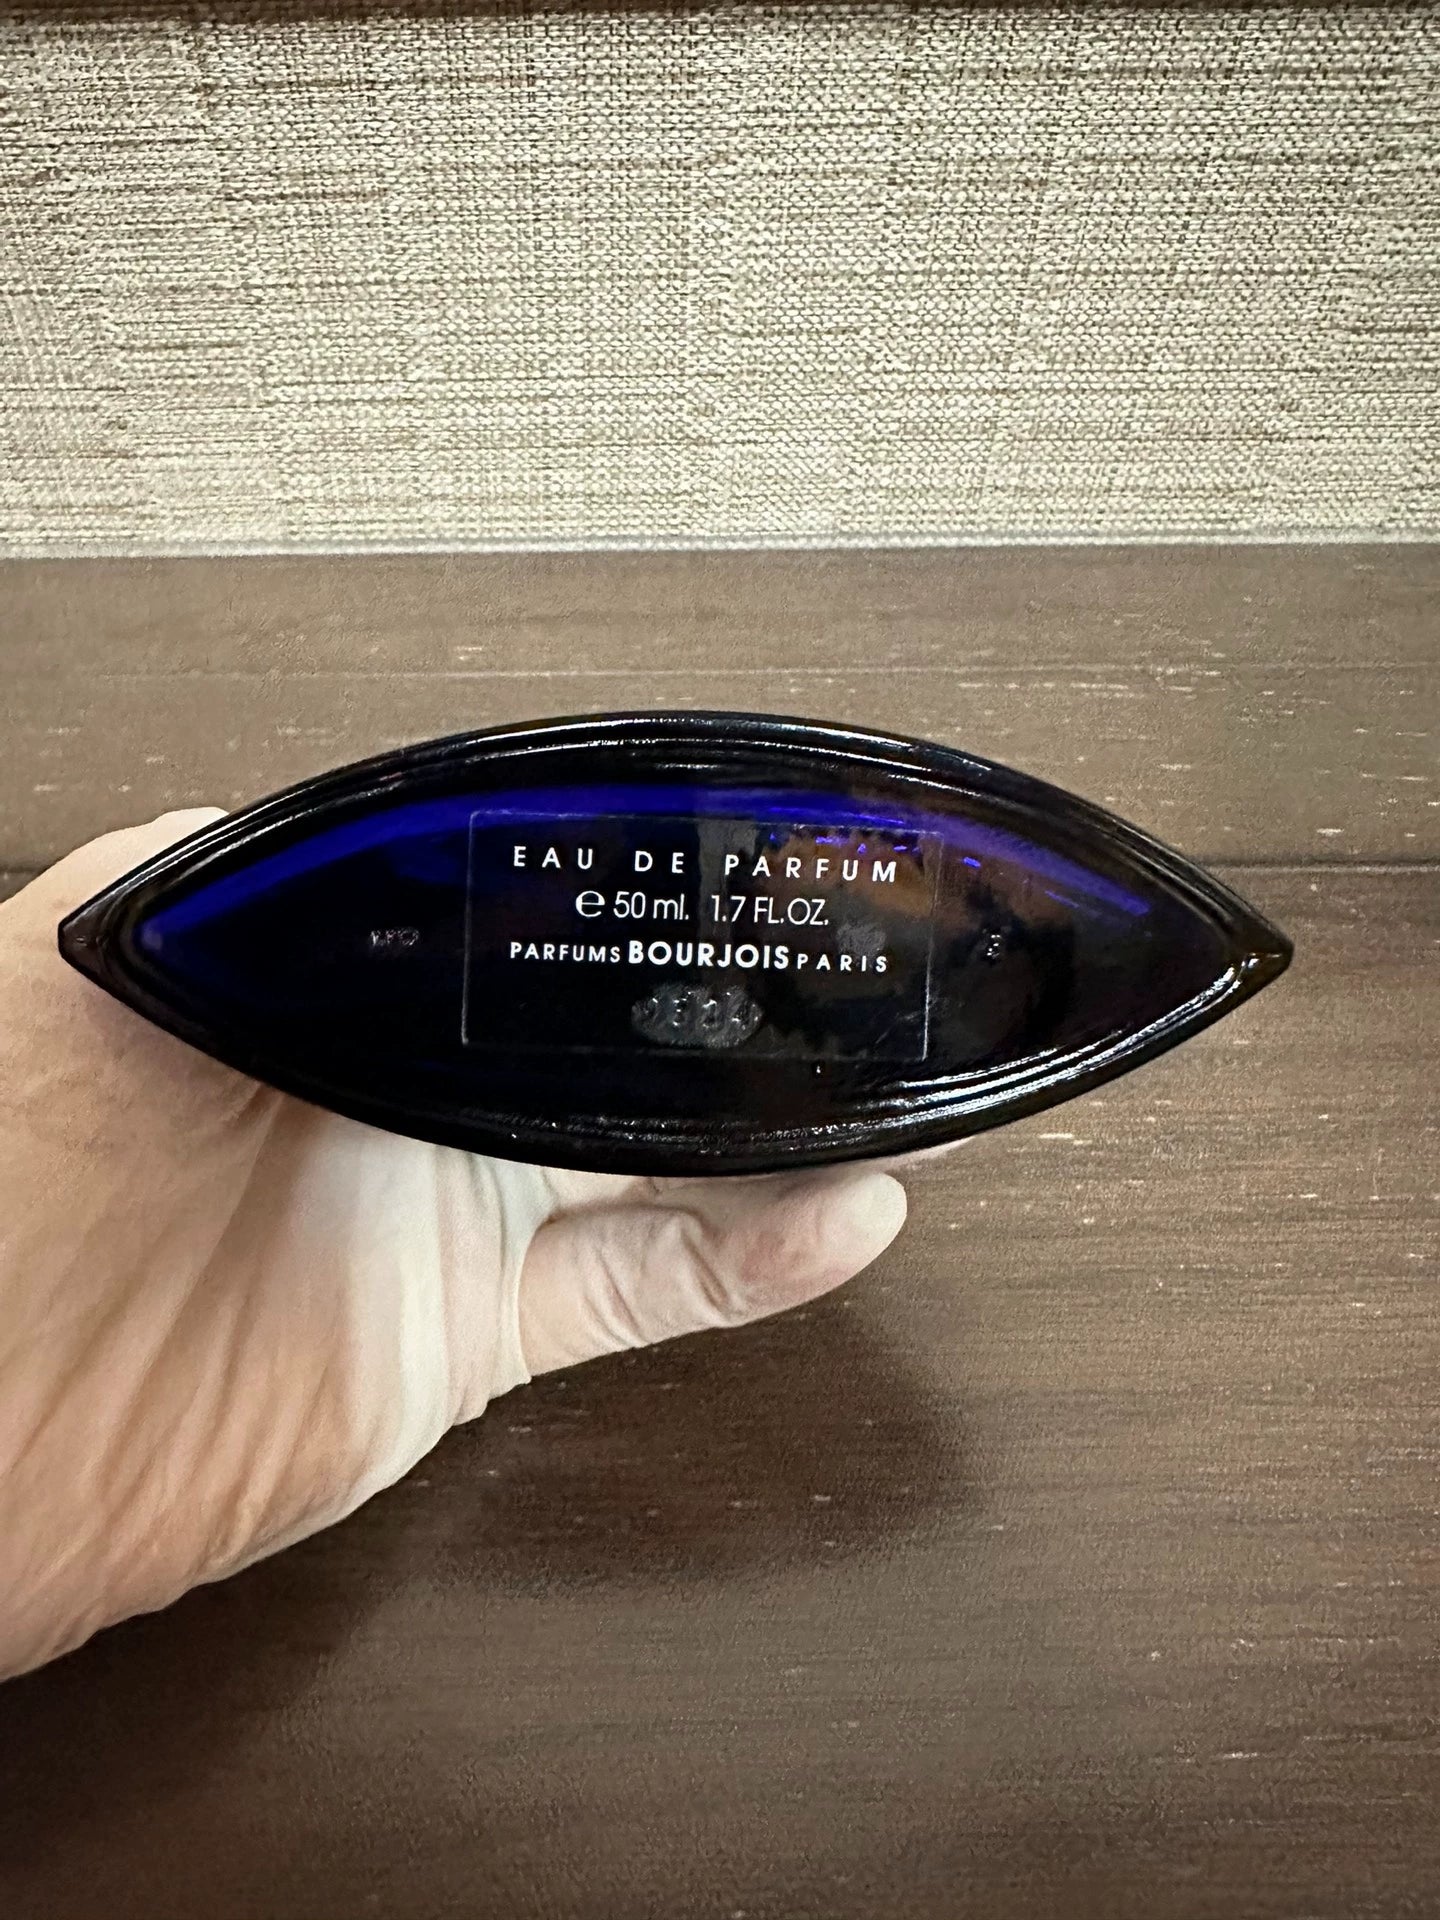 EAU DE PARFUM
℮ 50 ml. 1.7 FL.OZ.
PARFUMS BOURJOIS PARIS